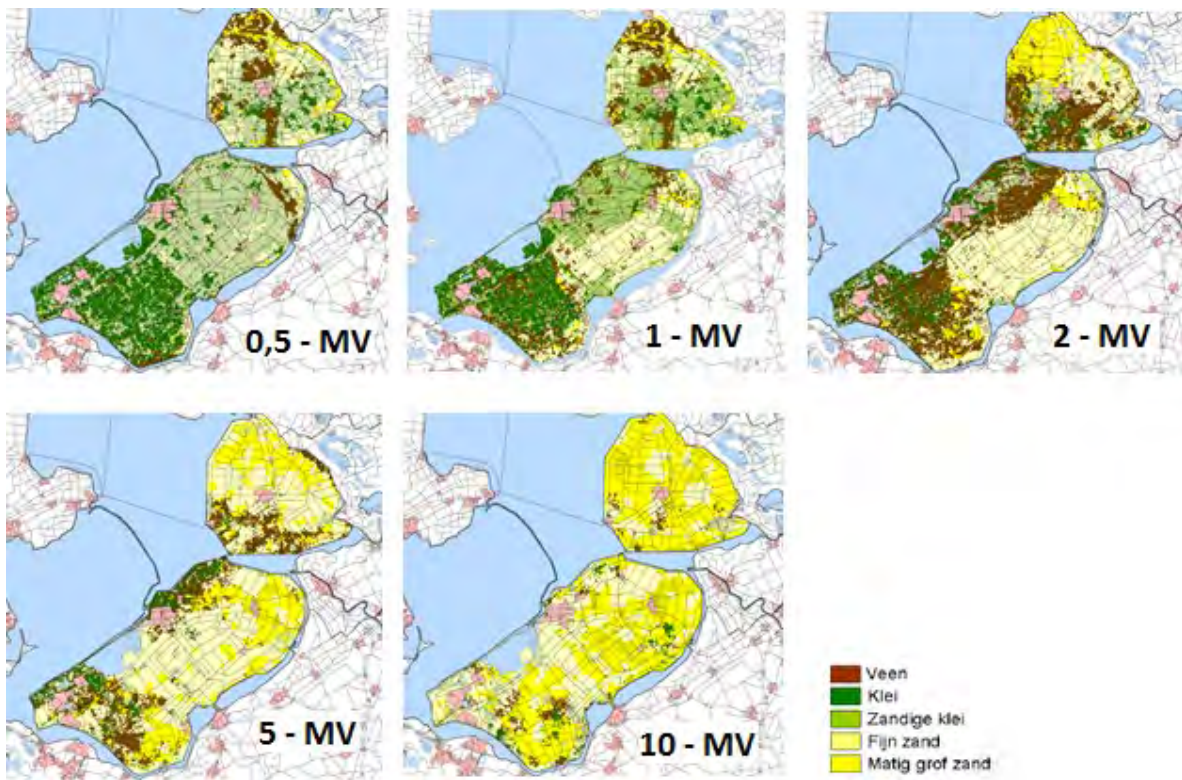 0,5 - MV
1 - MV
2 - MV
5 - MV
10 - MV
Veen
Klei
Zandige klei
Fijn zand
Matig grof zand